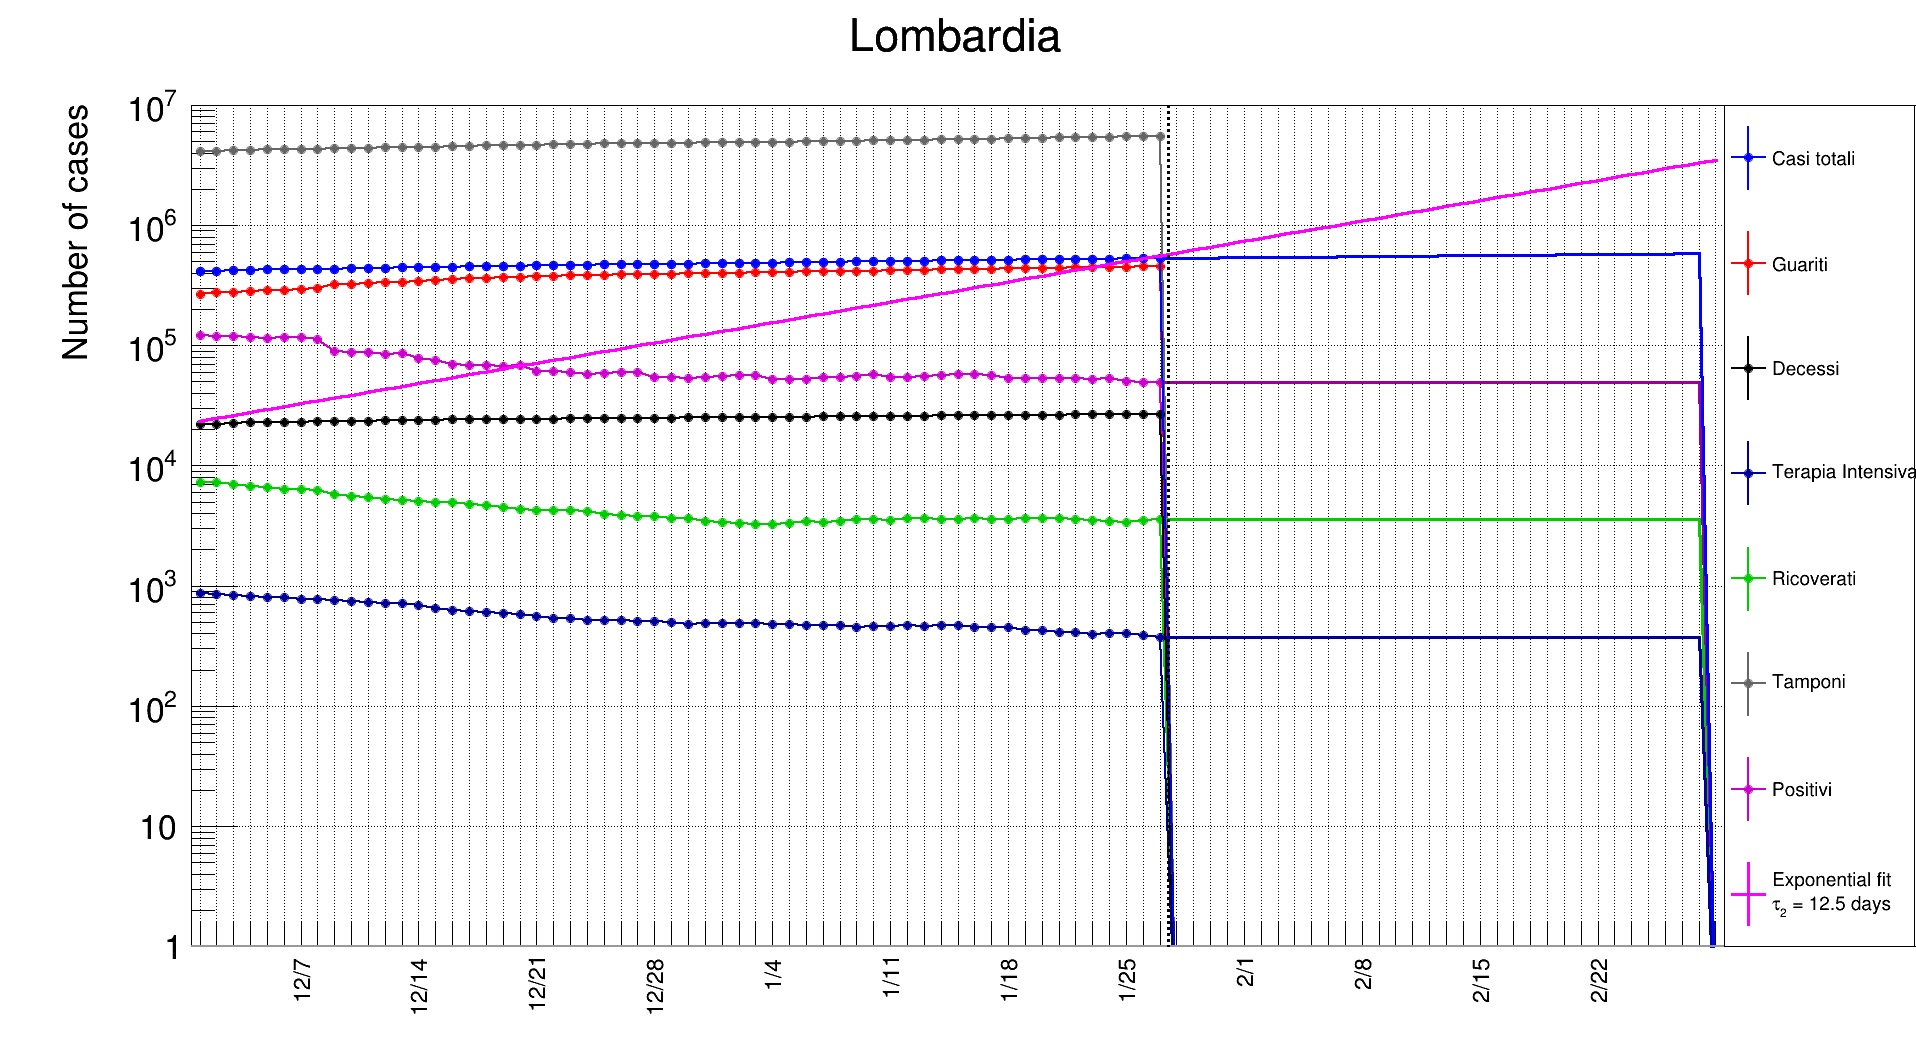 Lombardia
Number of cases
10^7
10^6
10^5
10^4
10^3
10^2
10
1
12/7
12/14
12/21
12/28
1/4
1/11
1/18
1/25
2/1
2/8
2/15
2/22
Casi totali
Guariti
Decessi
Terapia Intensiva
Ricoverati
Tamponi
Positivi
Exponential fit
τ_2 = 12.5 days